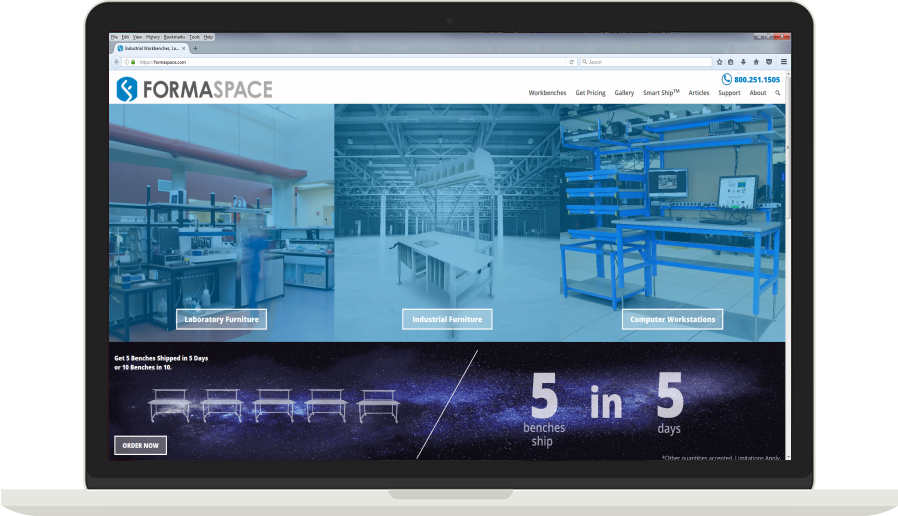 File Edit View History Bookmarks Tools Help
Industrial Workbenches, La...
https://formaspace.com
Search
800.251.1505
FORMASPACE
Workbenches Get Pricing Gallery Smart Ship™ Articles Support About
Laboratory Furniture
Industrial Furniture
Computer Workstations
Get 5 Benches Shipped in 5 Days
or 10 Benches in 10.
5 in 5
benches days
ship
ORDER NOW
*Other quantities accepted. Limitations Apply.